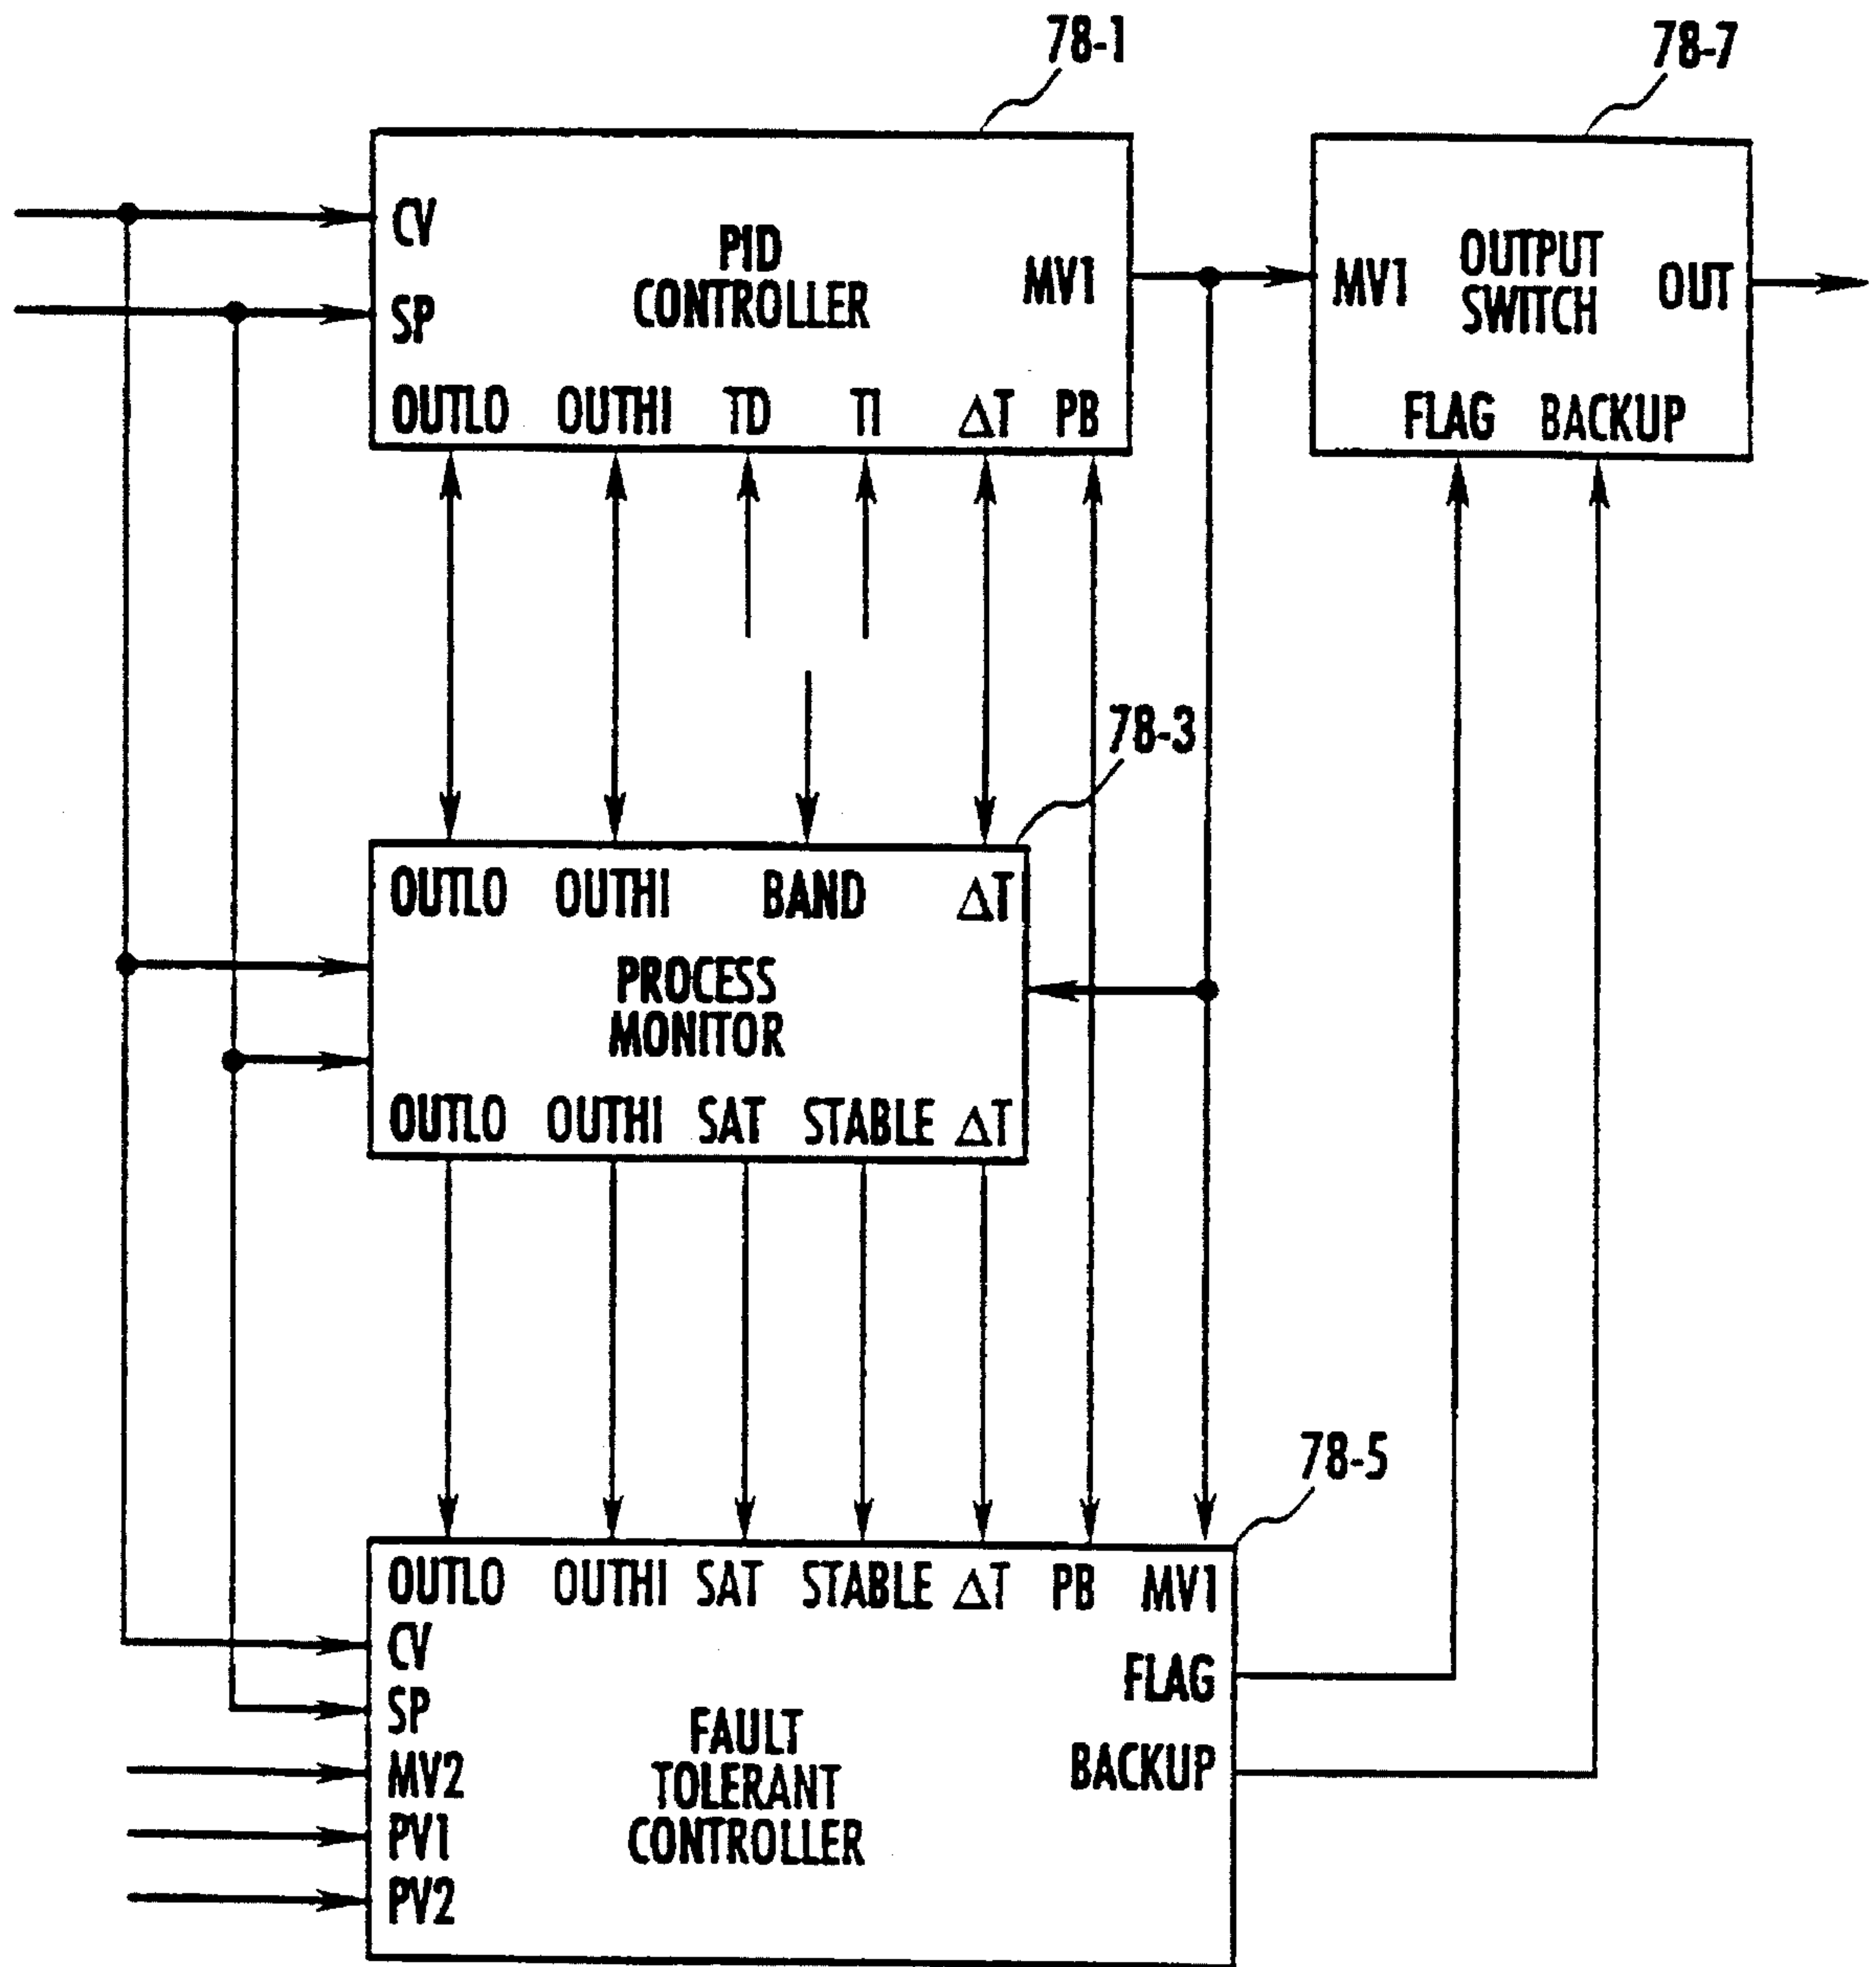 78-1
78-7
CV
SP
PID
CONTROLLER
MV1
OUTLO OUTHI TD TI ΔT PB
MV1
OUTPUT
SWITCH
OUT
FLAG BACKUP
78-3
OUTLO OUTHI BAND ΔT
PROCESS
MONITOR
OUTLO OUTHI SAT STABLE ΔT
78-5
OUTLO OUTHI SAT STABLE ΔT PB MV1
CV
SP
MV2
PV1
PV2
FAULT
TOLERANT
CONTROLLER
FLAG
BACKUP